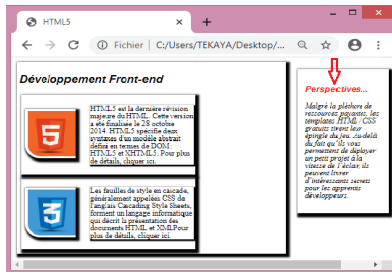 HTML5
Fichier | C:/Users/TEKAYA/Desktop/...
Développement Front-end
HTML5 est la dernière révision
majeure du HTML. Cette version
a été finalisée le 28 octobre
2014. HTML5 spécifie deux
syntaxes d'un modèle abstrait
défini en termes de DOM:
HTML5 et XHTML5. Pour plus
de détails, cliquer ici.
Les feuilles de style en cascade,
généralement appelées CSS de
l'anglais Cascading Style Sheets,
forment un langage informatique
qui décrit la présentation des
documents HTML et XMLPour
plus de détails, cliquer ici.
Perspectives...
Malgré la pléthore de
ressources payantes, les
templates HTML / CSS
gratuits tirent leur
épingle du jeu. Au-delà
du fait qu'ils vous
permettent de déployer
un petit projet à la
vitesse de l'éclair, ils
peuvent livrer
d'intéressants secrets
pour les apprentis
développeurs.